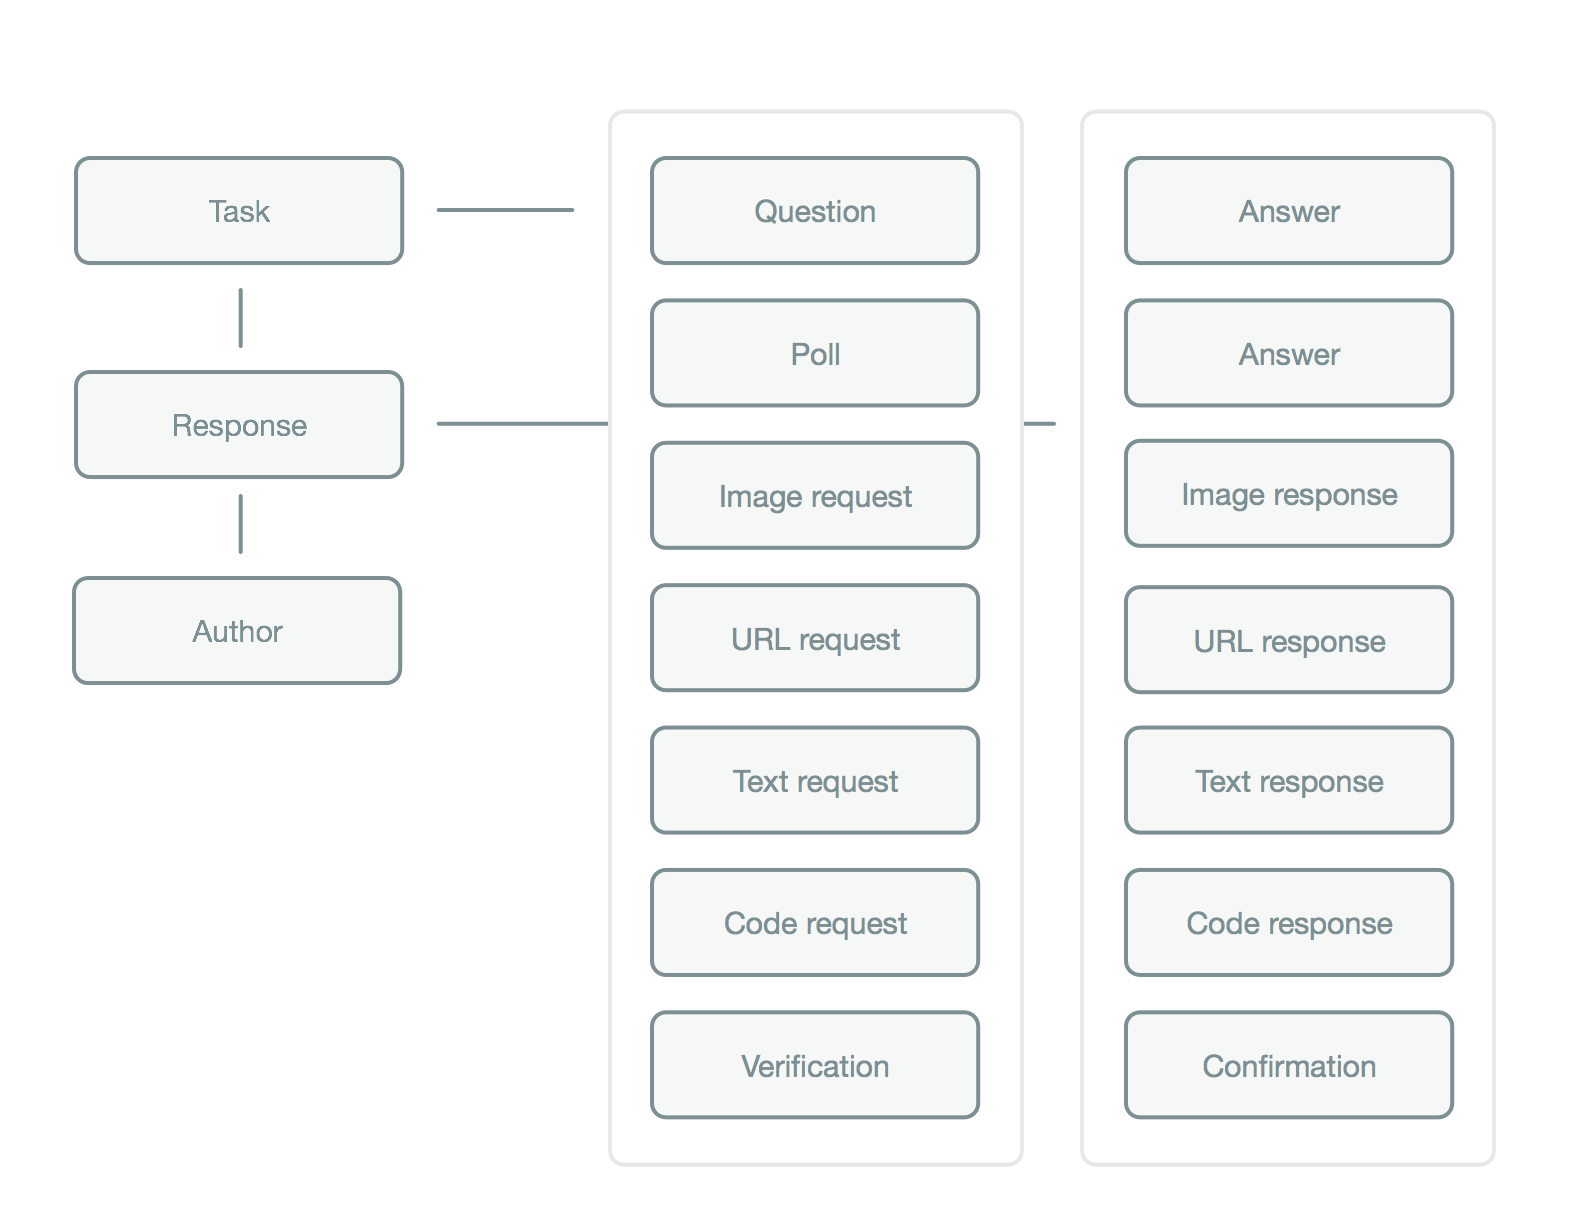 Task
Response
Author
Question
Poll
Image request
URL request
Text request
Code request
Verification
Answer
Answer
Image response
URL response
Text response
Code response
Confirmation